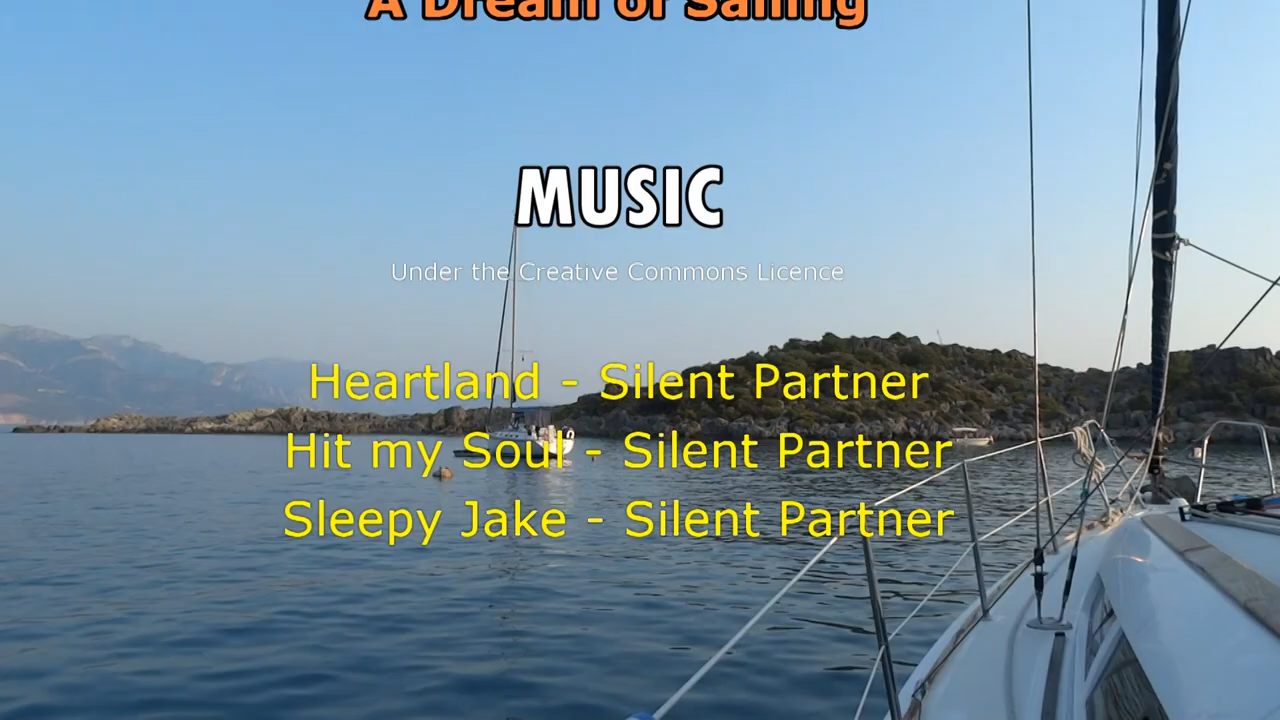 A Dream of Sailing
MUSIC
Under the Creative Commons Licence
Heartland - Silent Partner
Hit my Soul - Silent Partner
Sleepy Jake - Silent Partner